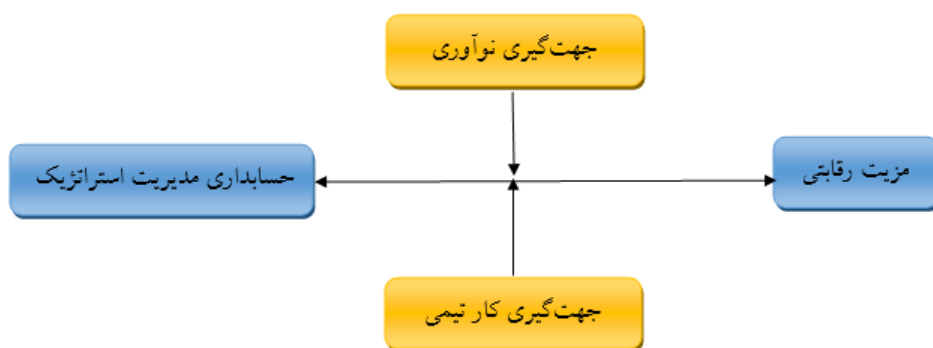 جهت‌گیری نوآوری
مزیت رقابتی
حسابداری مدیریت استراتژیک
جهت‌گیری کار تیمی